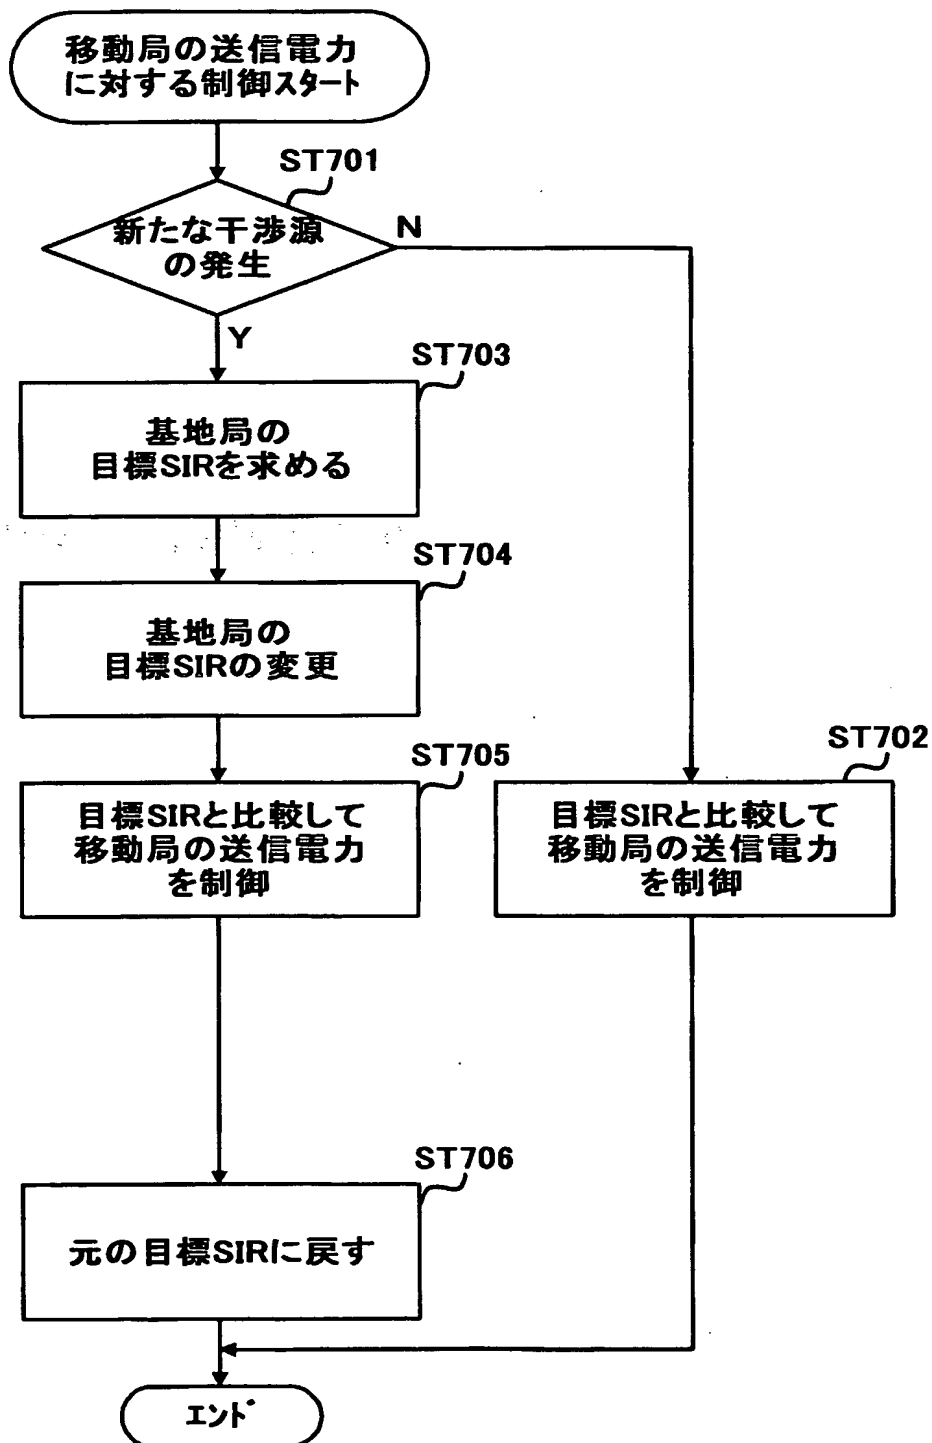 移動局の送信電力
に対する制御スタート
ST701
新たな干渉源
の発生
N
Y
ST703
基地局の
目標SIRを求める
ST704
基地局の
目標SIRの変更
ST705
目標SIRと比較して
移動局の送信電力
を制御
ST702
目標SIRと比較して
移動局の送信電力
を制御
ST706
元の目標SIRに戻す
エンド